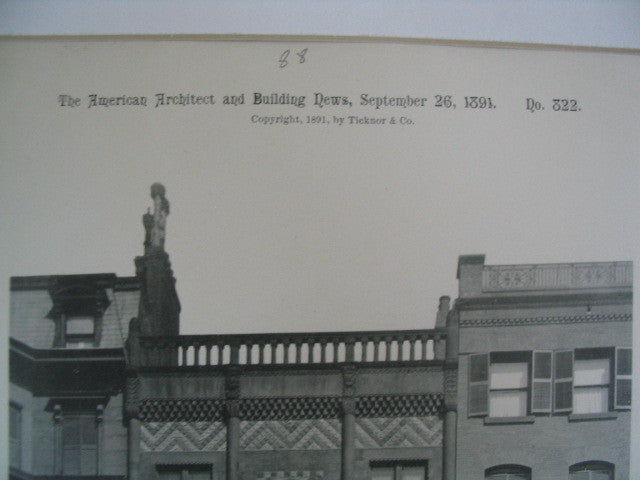 88
The American Architect and Building News, September 26, 1891. No. 822.
Copyright, 1891, by Ticknor & Co.